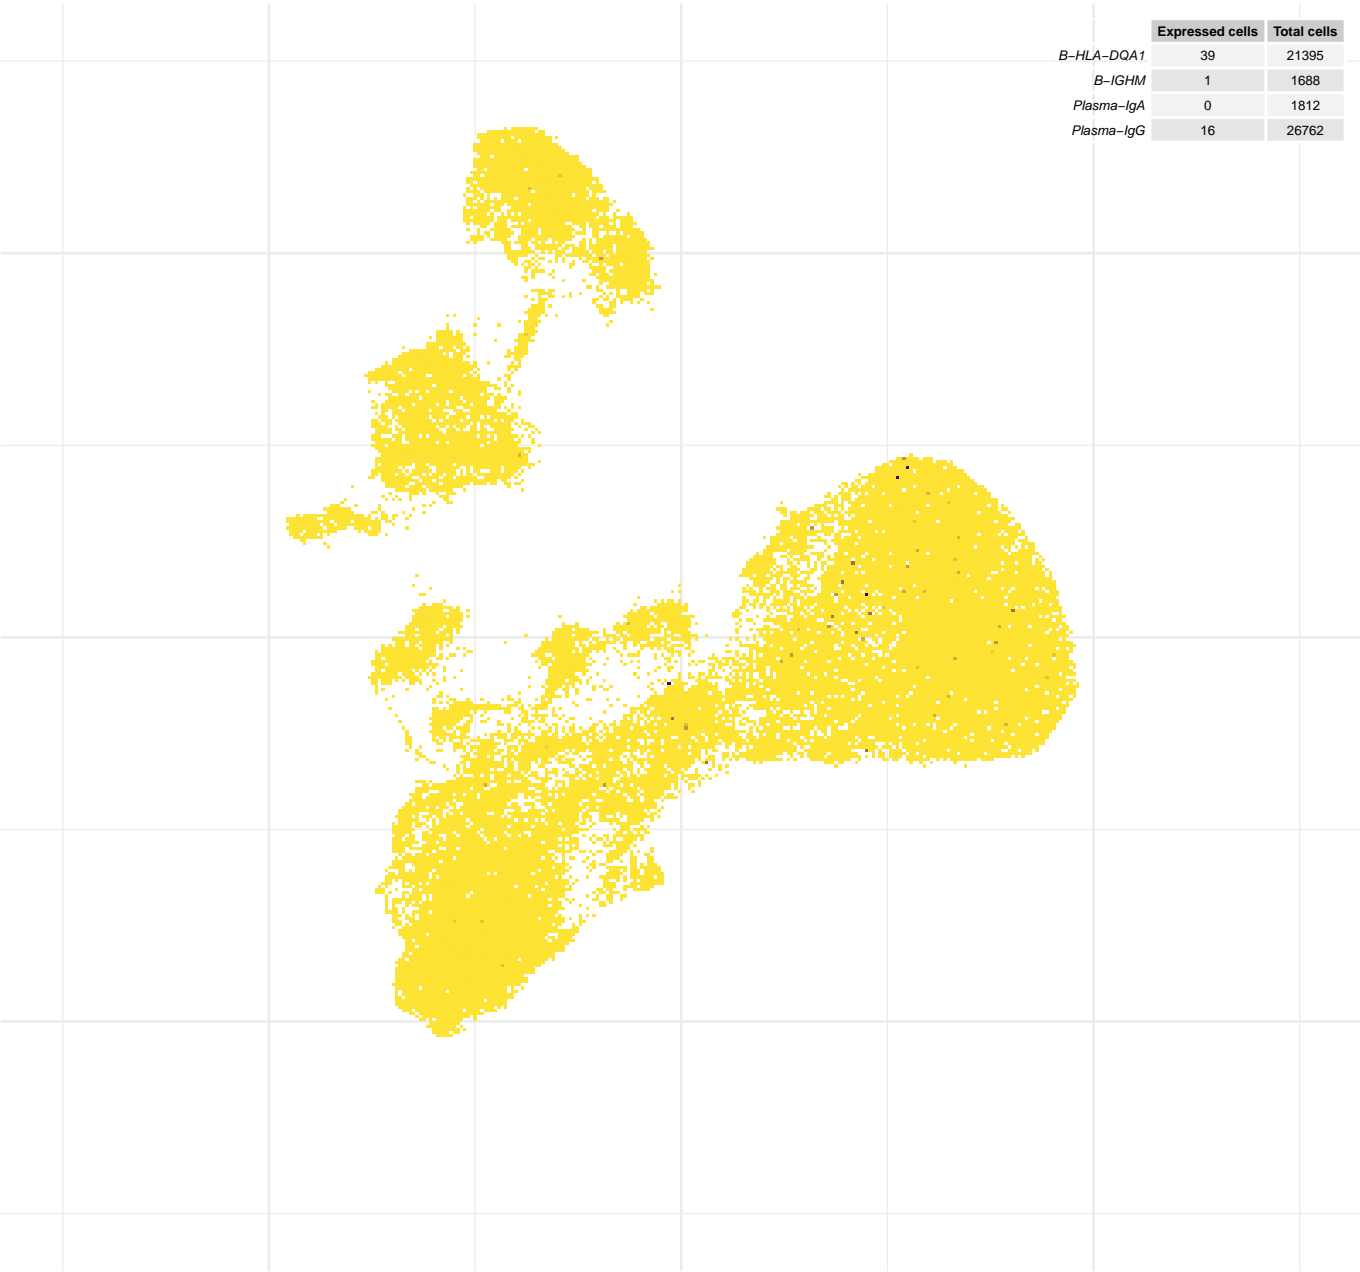 Expressed cells Total cells
B−HLA−DQA1 39 21395
B−IGHM 1 1688
Plasma−IgA 0 1812
Plasma−IgG 16 26762